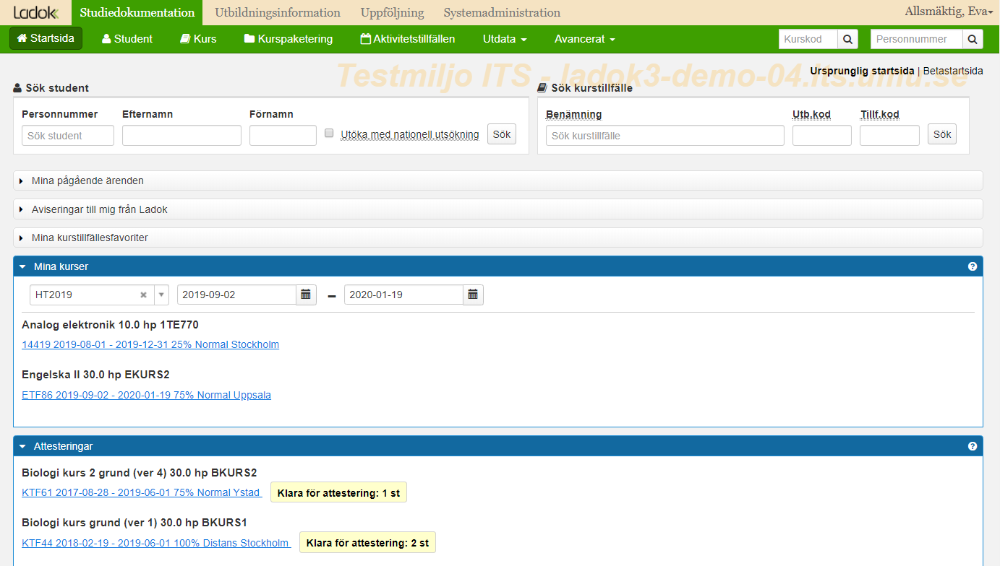 Ladok
Studiedokumentation Utbildningsinformation Uppföljning Systemadministration Allsmäktig, Eva
Startsida Student Kurs Kurspaketering Aktivitetstillfällen Utdata Avancerat Kurskod Personnummer
Testmiljo ITS - ladok3-demo-04.its.umu.se
Ursprunglig startsida | Betastartsida
Sök student Sök kurstillfälle
Personnummer Efternamn Förnamn Benämning Utb.kod Tillf.kod
Sök student Utöka med nationell utsökning Sök Sök kurstillfälle Sök
Mina pågående ärenden
Aviseringar till mig från Ladok
Mina kurstillfällesfavoriter
Mina kurser ?
HT2019 2019-09-02 – 2020-01-19
Analog elektronik 10.0 hp 1TE770
14419 2019-08-01 - 2019-12-31 25% Normal Stockholm
Engelska II 30.0 hp EKURS2
ETF86 2019-09-02 - 2020-01-19 75% Normal Uppsala
Attesteringar ?
Biologi kurs 2 grund (ver 4) 30.0 hp BKURS2
KTF61 2017-08-28 - 2019-06-01 75% Normal Ystad Klara för attestering: 1 st
Biologi kurs grund (ver 1) 30.0 hp BKURS1
KTF44 2018-02-19 - 2019-06-01 100% Distans Stockholm Klara för attestering: 2 st